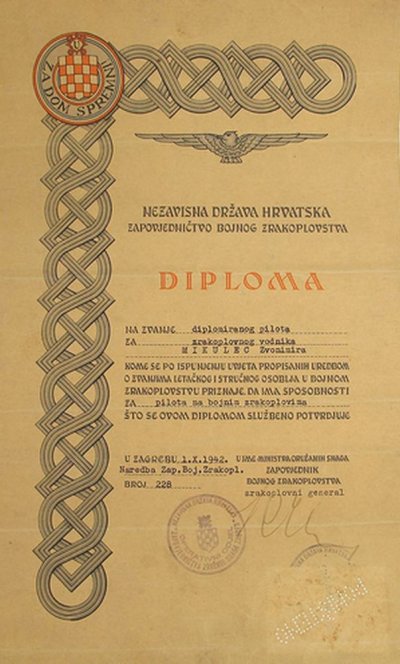 ZA DOM SPREMNI
U
NEZAVISNA DRŽAVA HRVATSKA
ZAPOVJEDNIČTVO BOJNOG ZRAKOPLOVSTVA
DIPLOMA
NA ZVANJE diplomiranog pilota
ZA zrakoplovnog vodnika
MIKULEC Zvonimira
KOME SE PO ISPUNJENJU UVJETA PROPISANIH UREDBOM
O ZVANJIMA LETAČKOG I STRUČNOG OSOBLJA U BOJNOM
ZRAKOPLOVSTVU PRIZNAJE, DA IMA SPOSOBNOSTI
ZA pilota na bojnim zrakoplovima
ŠTO SE OVOM DIPLOMOM SLUŽBENO POTVRDJUJE
U ZAGREBU 1.X.1942. U IME MINISTRA ORUŽANIH SNAGA
Naredba Zap.Boj.Zrakopl. ZAPOVJEDNIK
BROJ 228 BOJNOG ZRAKOPLOVSTVA
zrakoplovni general